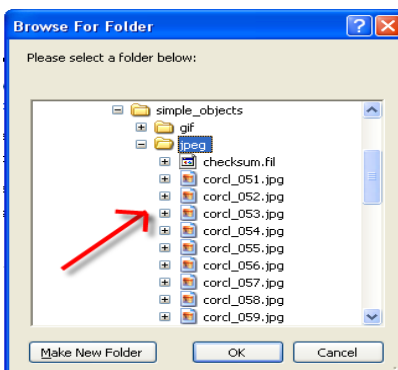 Browse For Folder
Please select a folder below:
simple_objects
gif
jpeg
checksum.fil
corcl_051.jpg
corcl_052.jpg
corcl_053.jpg
corcl_054.jpg
corcl_055.jpg
corcl_056.jpg
corcl_057.jpg
corcl_058.jpg
corcl_059.jpg
Make New Folder
OK
Cancel